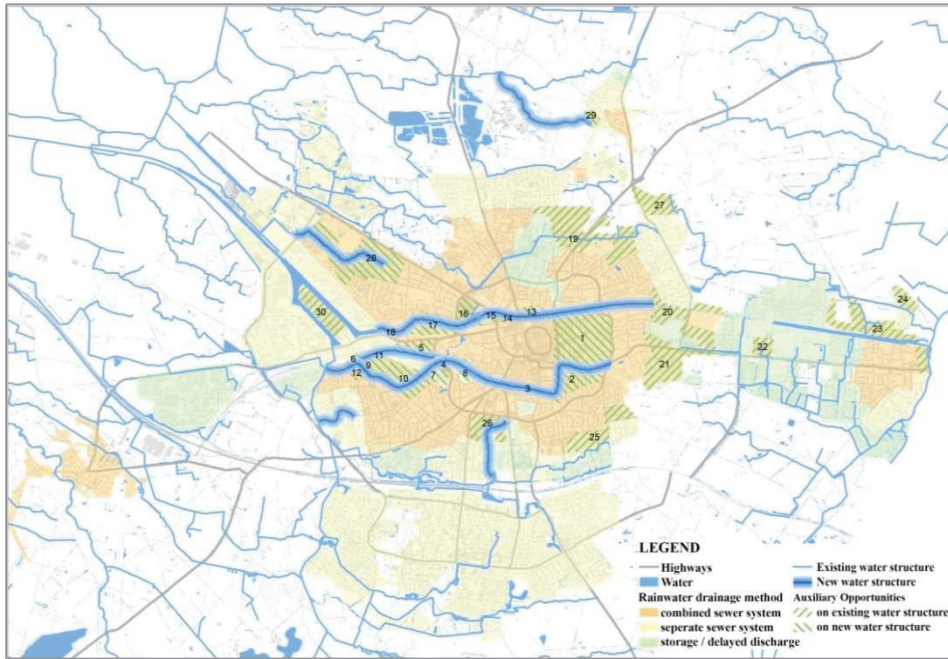 29
27
19
28
24
30
16
15
14
13
20
23
18
17
1
22
5
6
11
4
21
12
9
10
7
8
2
3
26
25
LEGEND
Highways
Water
Rainwater drainage method
combined sewer system
seperate sewer system
storage / delayed discharge
Existing water structure
New water structure
Auxiliary Opportunities
on existing water structure
on new water structure